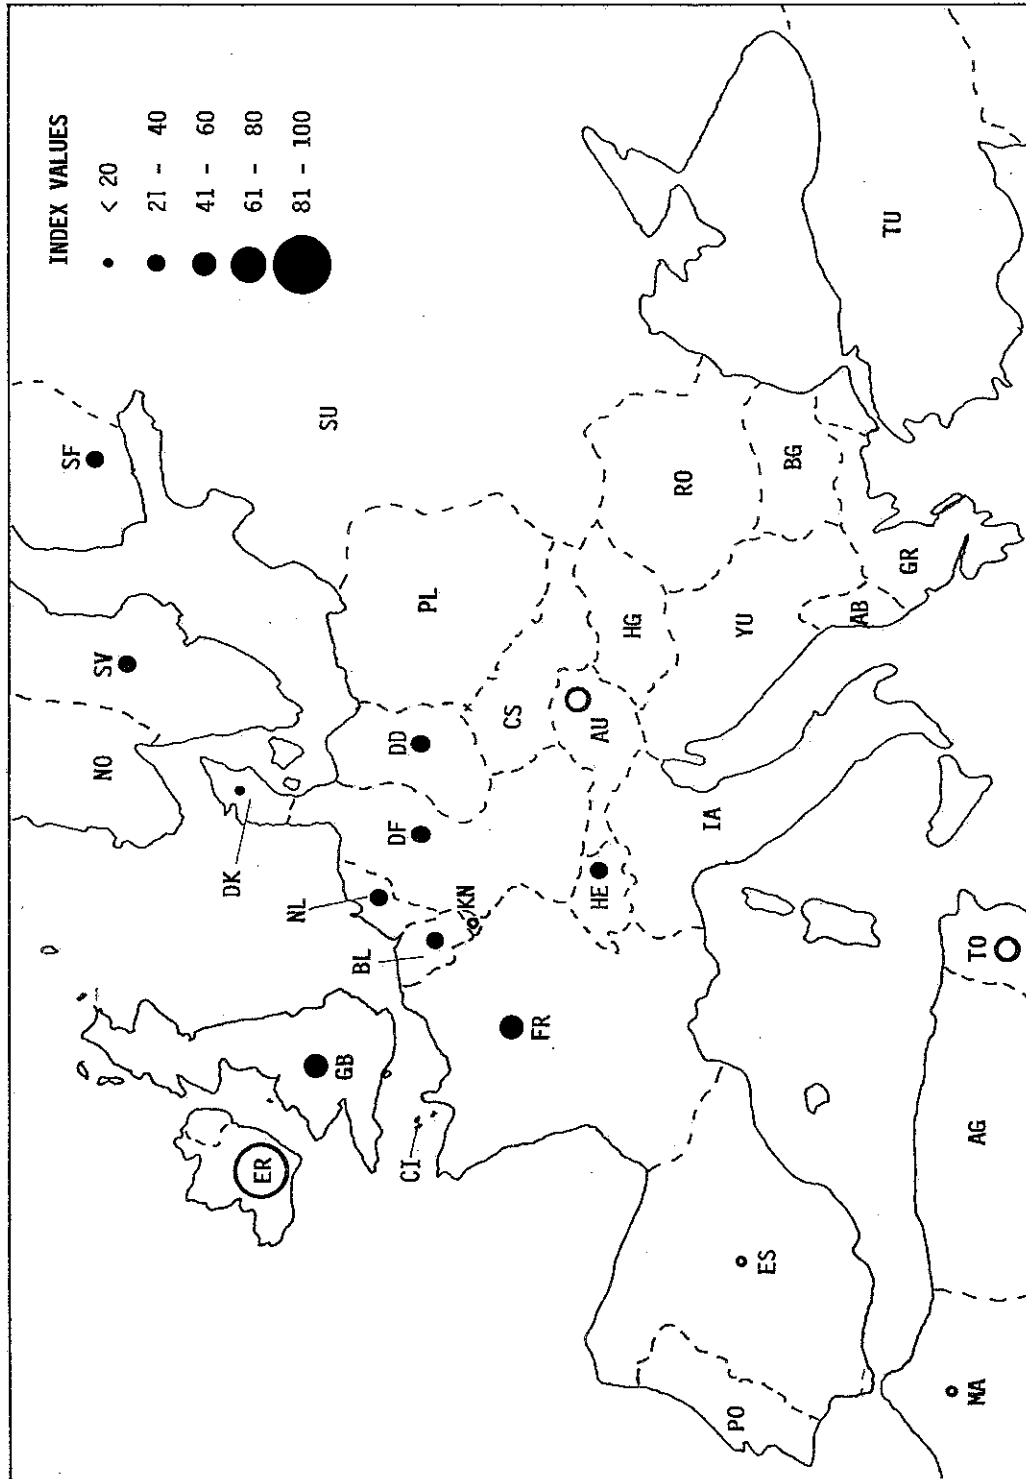 INDEX VALUES
< 20
21 - 40
41 - 60
61 - 80
81 - 100
SF
SU
SV
NO
DK
PL
DD
DF
NL
BL
KN
GB
ER
CI
FR
CS
HG
AU
HE
IA
RO
BG
YU
AB
GR
TU
TO
AG
ES
PO
MA